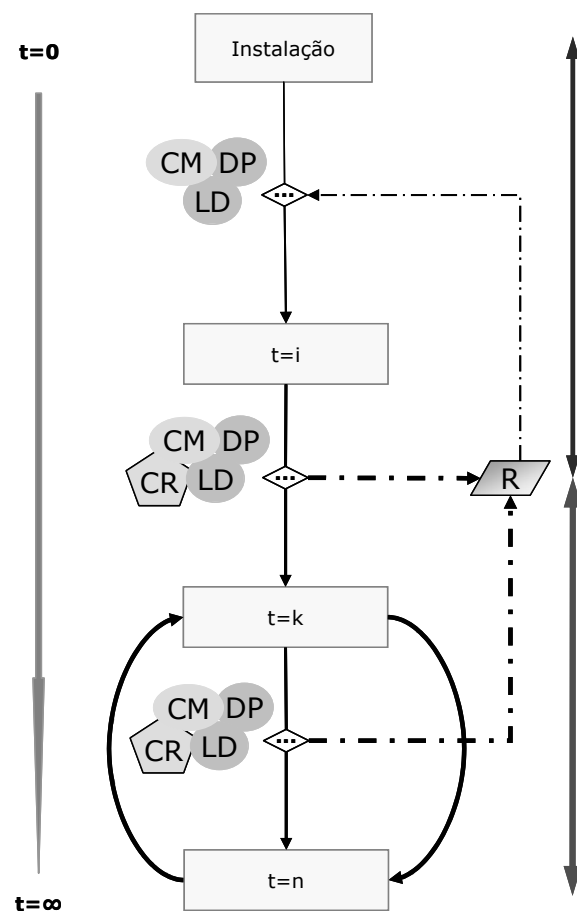 t=0
Instalação
CM DP
LD
...
t=i
CM DP
CR LD
...
R
t=k
CM DP
CR LD
...
t=n
t=∞